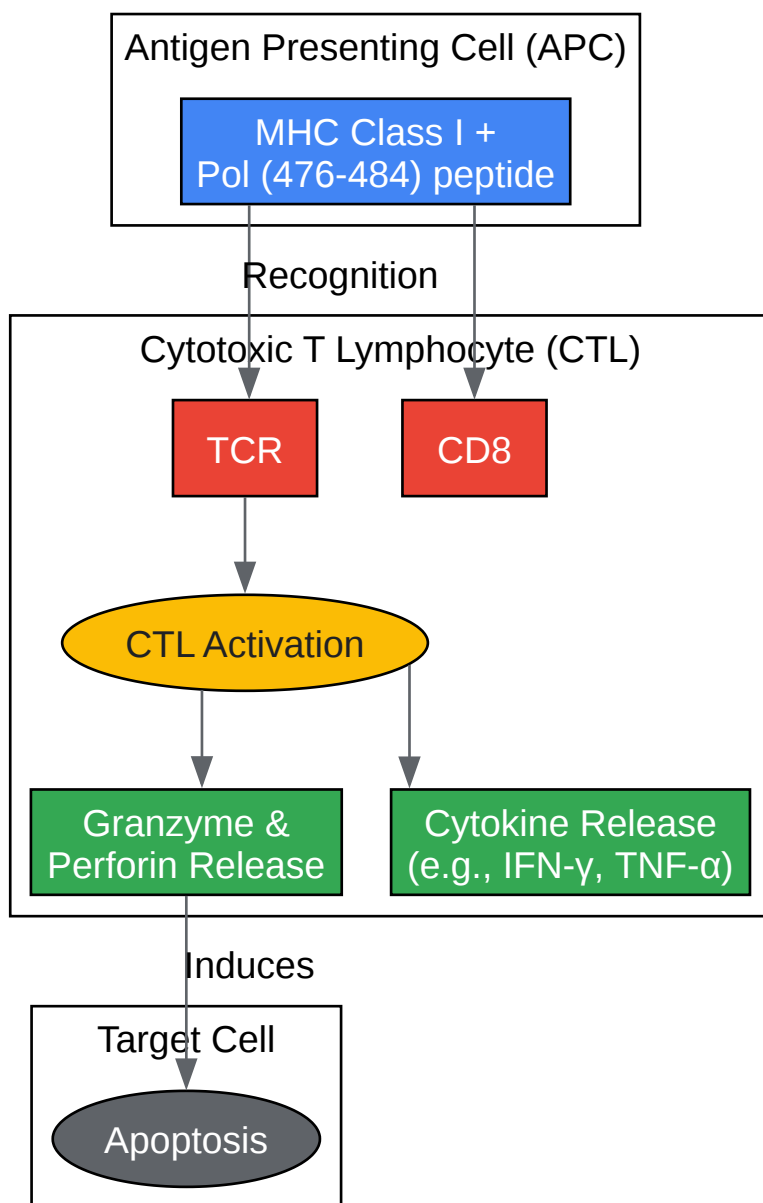 Antigen Presenting Cell (APC)
MHC Class I +
Pol (476-484) peptide
Recognition
Cytotoxic T Lymphocyte (CTL)
TCR
CD8
CTL Activation
Granzyme &
Perforin Release
Cytokine Release
(e.g., IFN-γ, TNF-α)
Induces
Target Cell
Apoptosis